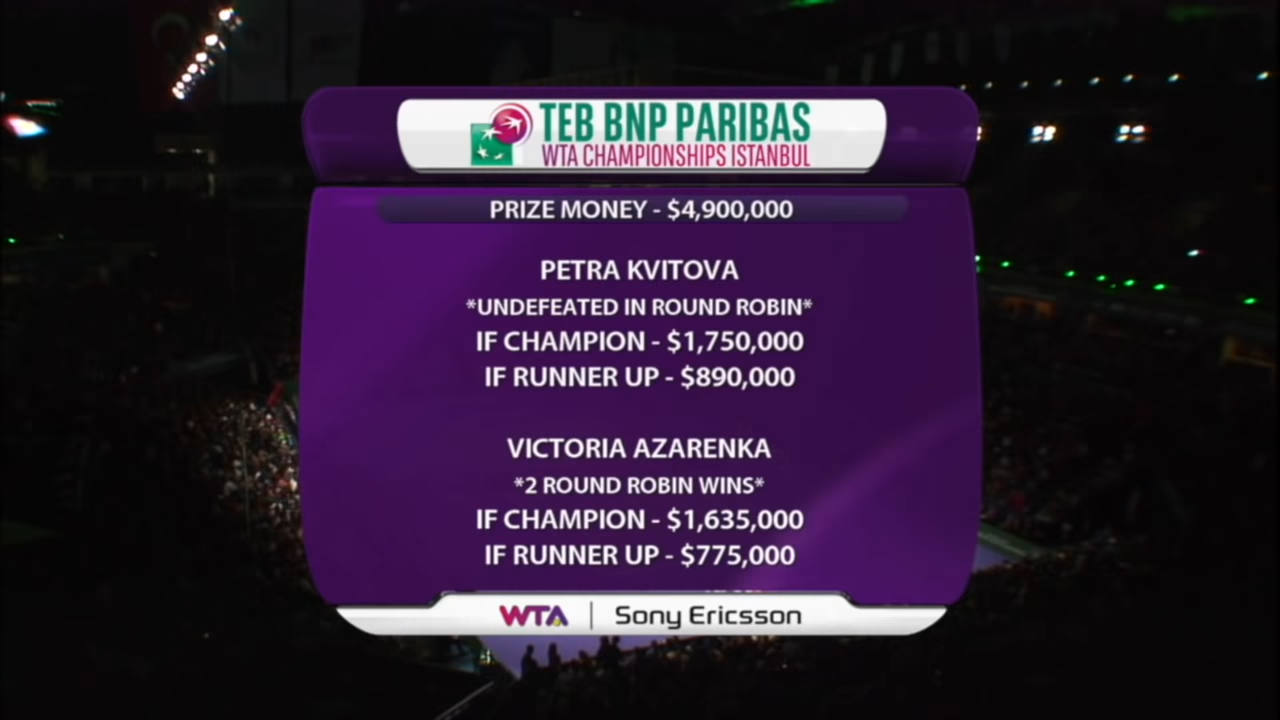 TEB BNP PARIBAS
WTA CHAMPIONSHIPS ISTANBUL
PRIZE MONEY - $4,900,000
PETRA KVITOVA
*UNDEFEATED IN ROUND ROBIN*
IF CHAMPION - $1,750,000
IF RUNNER UP - $890,000
VICTORIA AZARENKA
*2 ROUND ROBIN WINS*
IF CHAMPION - $1,635,000
IF RUNNER UP - $775,000
WTA | Sony Ericsson